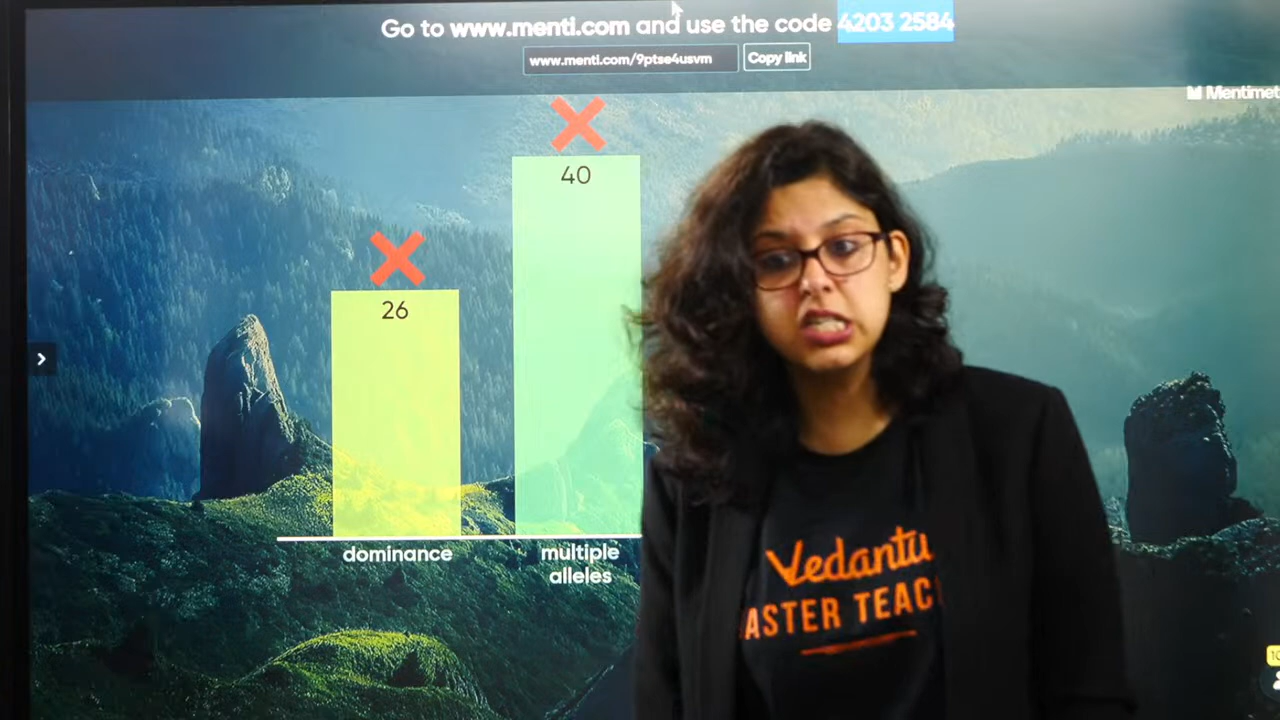 Go to www.menti.com and use the code 4203 2584
www.menti.com/9ptse4usvm
Copy link
Mentimet
40
26
dominance
multiple
alleles
Vedantu
ASTER TEAC
10